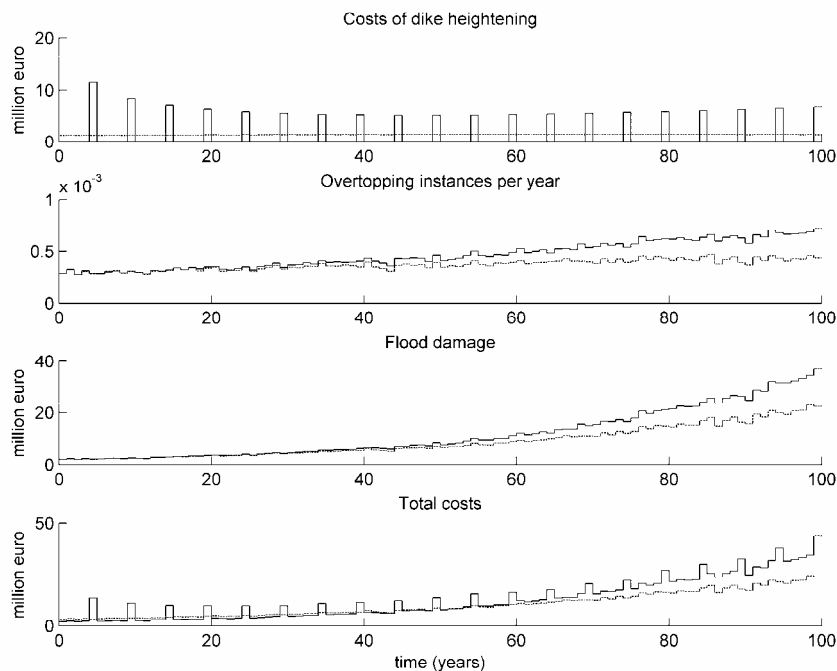 Costs of dike heightening
20
10
0
million euro
0 20 40 60 80 100
Overtopping instances per year
x 10-3
1
0.5
0
0 20 40 60 80 100
Flood damage
40
20
0
million euro
0 20 40 60 80 100
Total costs
50
0
million euro
0 20 40 60 80 100
time (years)